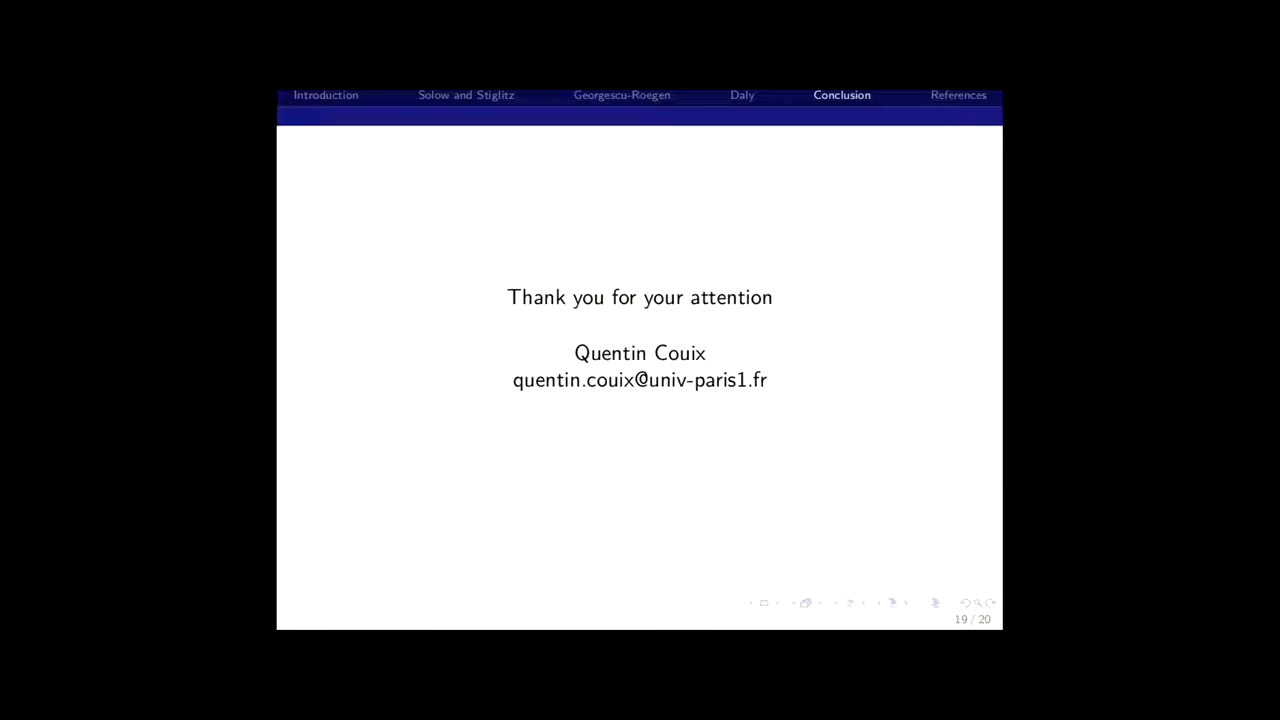 Introduction Solow and Stiglitz Georgescu-Roegen Daly Conclusion References
Thank you for your attention
Quentin Couix
quentin.couix@univ-paris1.fr
19 / 20